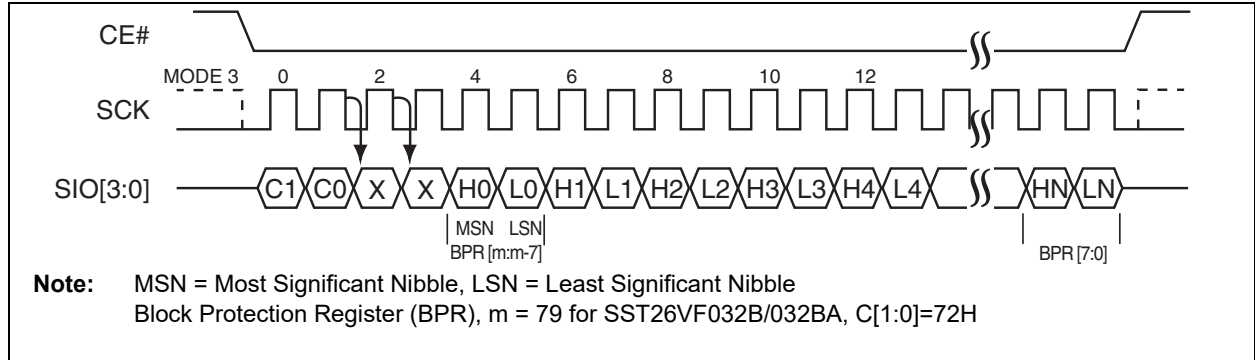 CE#
MODE 3 0 2 4 6 8 10 12
SCK
SIO[3:0] C1 C0 X X H0 L0 H1 L1 H2 L2 H3 L3 H4 L4 HN LN
MSN LSN
BPR [m:m-7] BPR [7:0]
Note: MSN = Most Significant Nibble, LSN = Least Significant Nibble
Block Protection Register (BPR), m = 79 for SST26VF032B/032BA, C[1:0]=72H